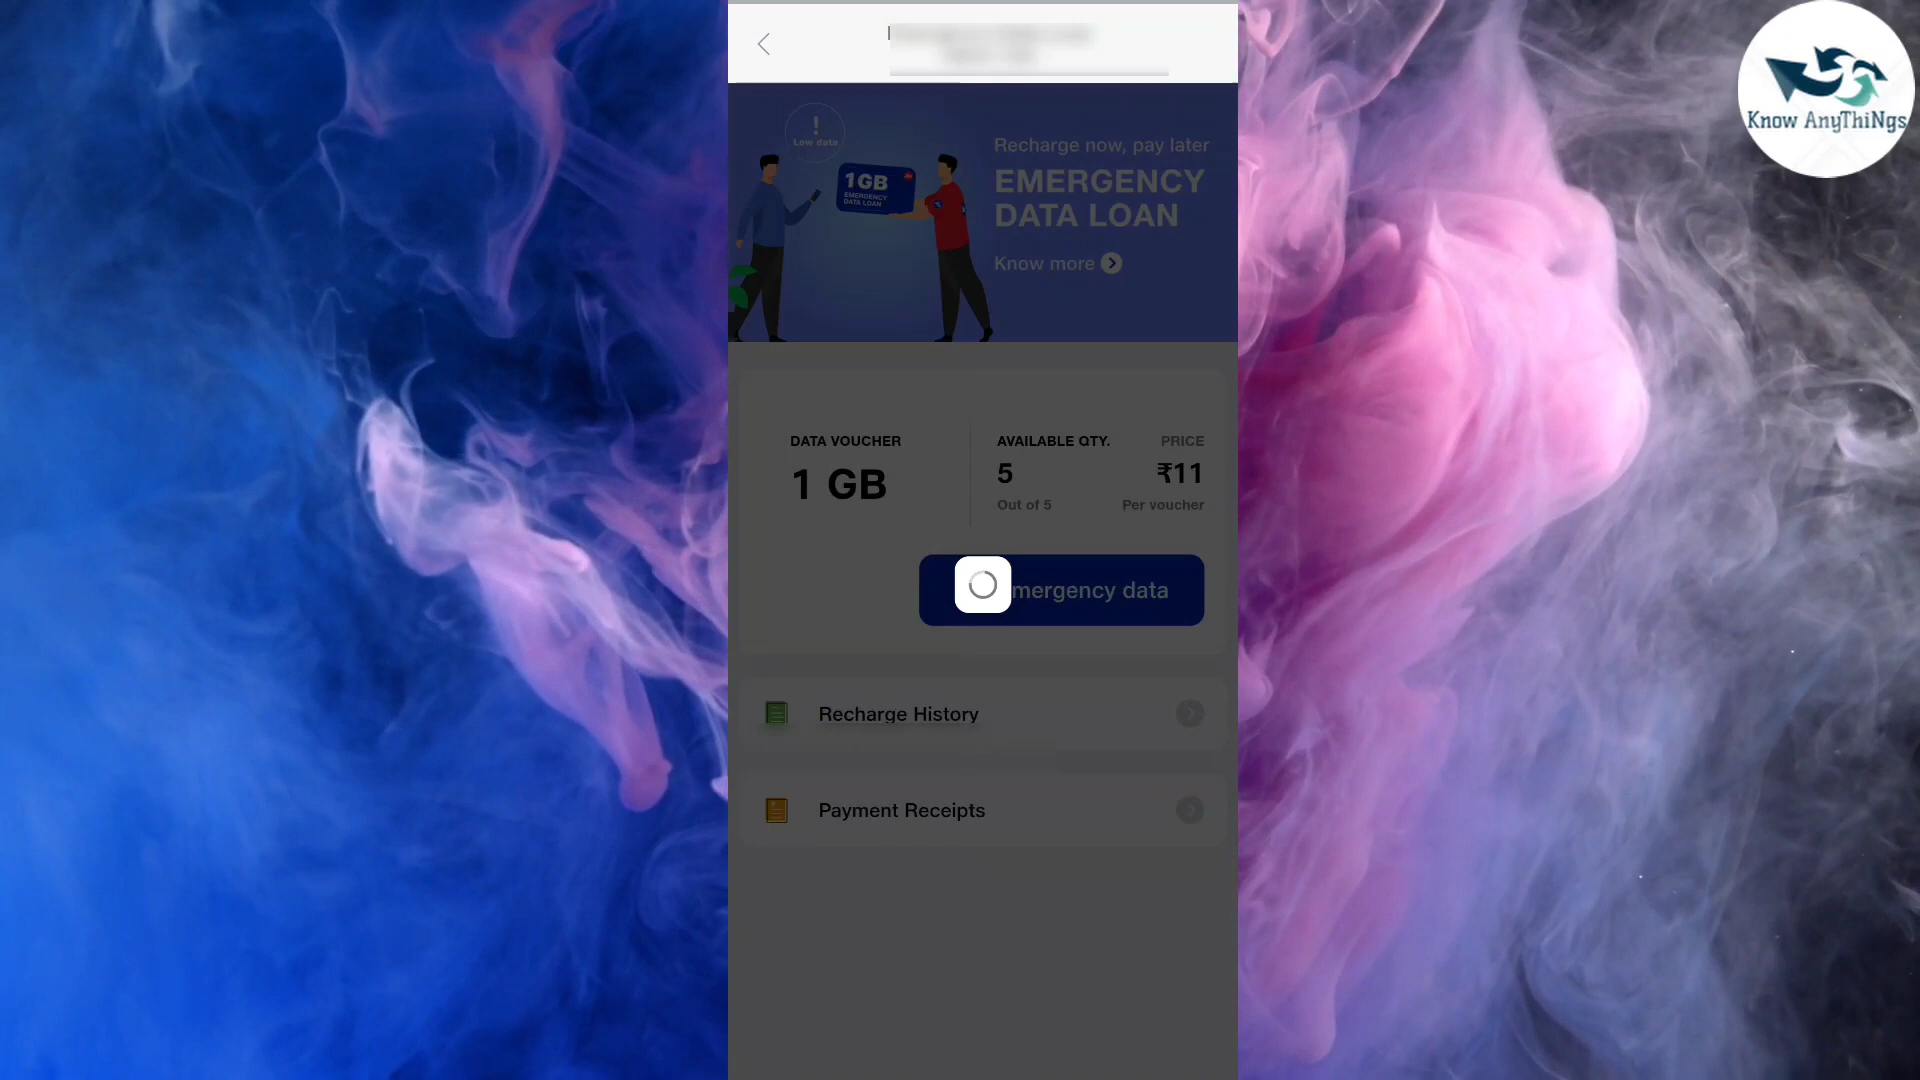 Know AnyThiNgs
!
Low data
1GB
EMERGENCY
DATA LOAN
Recharge now, pay later
EMERGENCY
DATA LOAN
Know more
DATA VOUCHER
1 GB
AVAILABLE QTY.
5
Out of 5
PRICE
₹11
Per voucher
mergency data
Recharge History
Payment Receipts